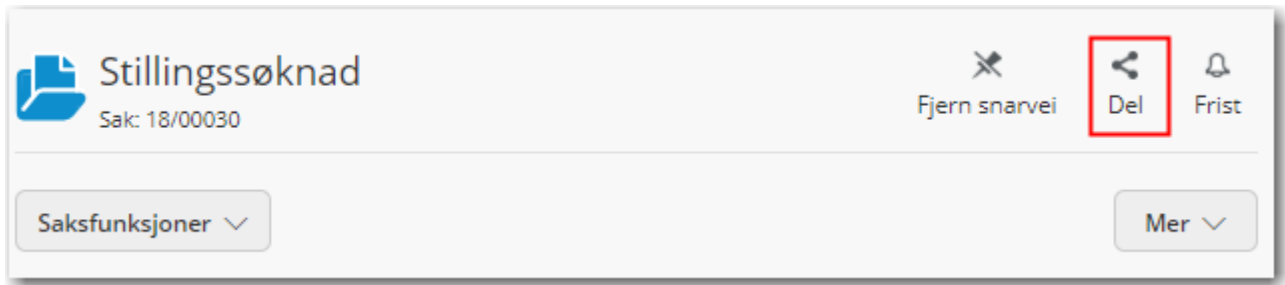 Stillingssøknad
Sak: 18/00030
Fjern snarvei
Del
Frist
Saksfunksjoner
Mer